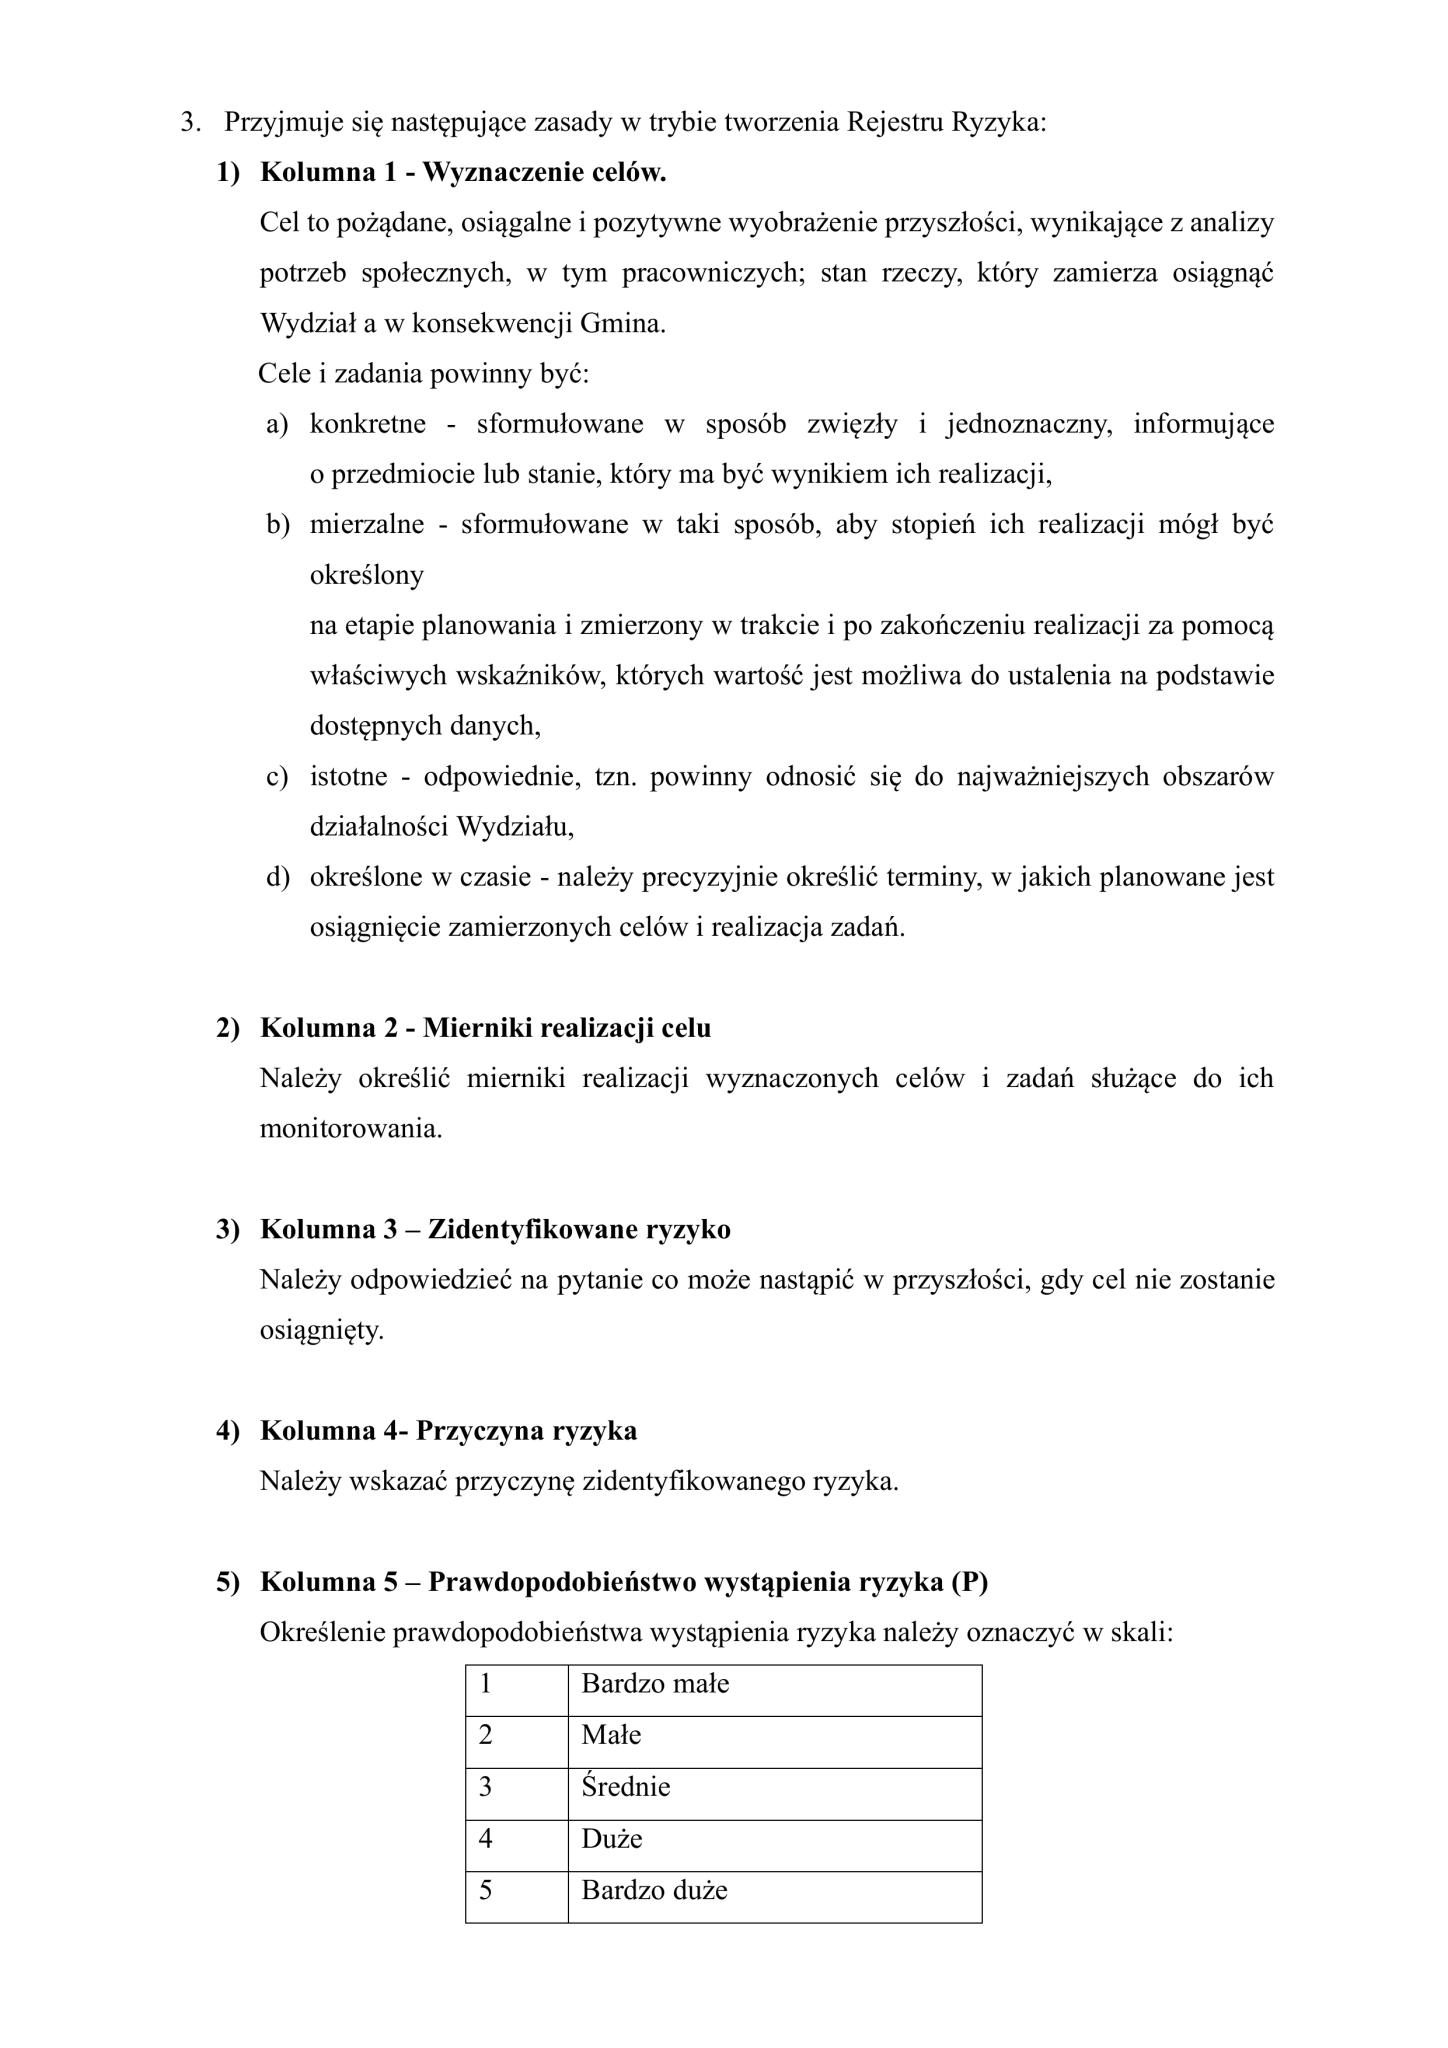 3. Przyjmuje się następujące zasady w trybie tworzenia Rejestru Ryzyka:
1) Kolumna 1 - Wyznaczenie celów.
Cel to pożądane, osiągalne i pozytywne wyobrażenie przyszłości, wynikające z analizy
potrzeb społecznych, w tym pracowniczych; stan rzeczy, który zamierza osiągnąć
Wydział a w konsekwencji Gmina.
Cele i zadania powinny być:
a) konkretne - sformułowane w sposób zwięzły i jednoznaczny, informujące
o przedmiocie lub stanie, który ma być wynikiem ich realizacji,
b) mierzalne - sformułowane w taki sposób, aby stopień ich realizacji mógł być
określony
na etapie planowania i zmierzony w trakcie i po zakończeniu realizacji za pomocą
właściwych wskaźników, których wartość jest możliwa do ustalenia na podstawie
dostępnych danych,
c) istotne - odpowiednie, tzn. powinny odnosić się do najważniejszych obszarów
działalności Wydziału,
d) określone w czasie - należy precyzyjnie określić terminy, w jakich planowane jest
osiągnięcie zamierzonych celów i realizacja zadań.
2) Kolumna 2 - Mierniki realizacji celu
Należy określić mierniki realizacji wyznaczonych celów i zadań służące do ich
monitorowania.
3) Kolumna 3 – Zidentyfikowane ryzyko
Należy odpowiedzieć na pytanie co może nastąpić w przyszłości, gdy cel nie zostanie
osiągnięty.
4) Kolumna 4- Przyczyna ryzyka
Należy wskazać przyczynę zidentyfikowanego ryzyka.
5) Kolumna 5 – Prawdopodobieństwo wystąpienia ryzyka (P)
Określenie prawdopodobieństwa wystąpienia ryzyka należy oznaczyć w skali:
1 Bardzo małe
2 Małe
3 Średnie
4 Duże
5 Bardzo duże